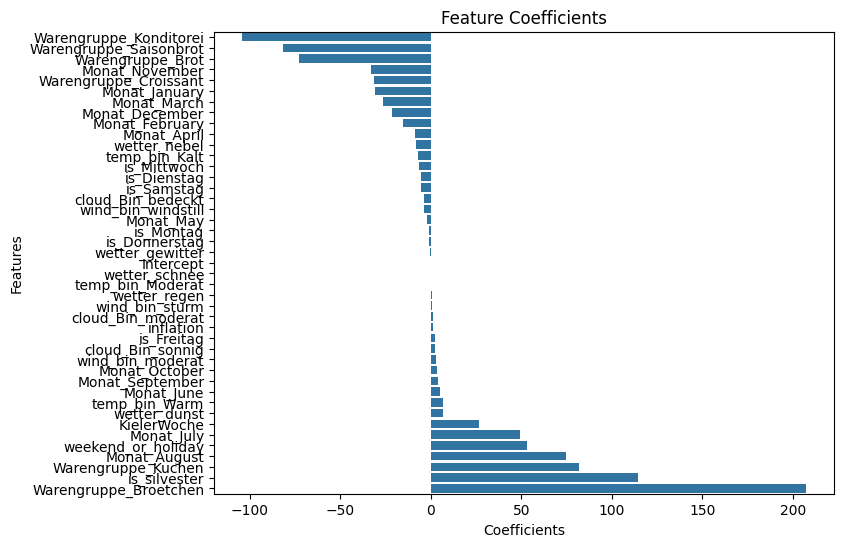 Feature Coefficients
Warengruppe_Konditorei
Warengruppe_Saisonbrot
Warengruppe_Brot
Monat_November
Warengruppe_Croissant
Monat_January
Monat_March
Monat_December
Monat_February
Monat_April
wetter_nebel
temp_bin_Kalt
is_Mittwoch
is_Dienstag
is_Samstag
cloud_Bin_bedeckt
wind_bin_windstill
Monat_May
is_Montag
is_Donnerstag
wetter_gewitter
Intercept
wetter_schnee
temp_bin_Moderat
wetter_regen
wind_bin_sturm
cloud_Bin_moderat
inflation
is_Freitag
cloud_Bin_sonnig
wind_bin_moderat
Monat_October
Monat_September
Monat_June
temp_bin_Warm
wetter_dunst
KielerWoche
Monat_July
weekend_or_holiday
Monat_August
Warengruppe_Kuchen
is_silvester
Warengruppe_Broetchen
Features
−100 −50 0 50 100 150 200
Coefficients